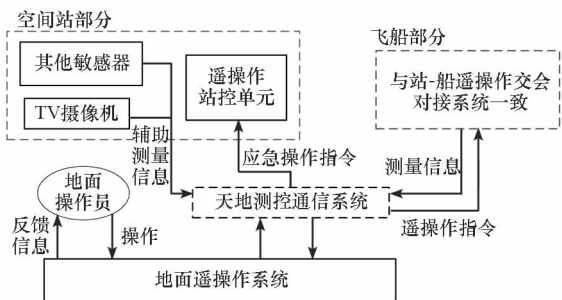 空间站部分
飞船部分
其他敏感器
TV摄像机
遥操作
站控单元
与站-船遥操作交会
对接系统一致
辅助
测量
信息
应急操作指令
测量信息
地面
操作员
天地测控通信系统
遥操作指令
反馈
信息
操作
地面遥操作系统